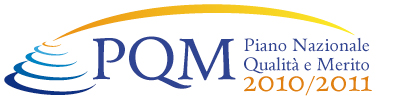 PQM
Piano Nazionale
Qualità e Merito
2010/2011